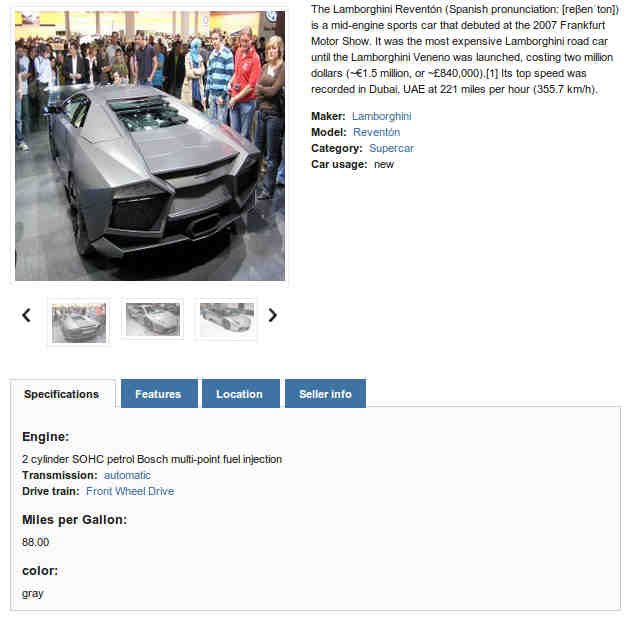 The Lamborghini Reventón (Spanish pronunciation: [reβenˈton])
is a mid-engine sports car that debuted at the 2007 Frankfurt
Motor Show. It was the most expensive Lamborghini road car
until the Lamborghini Veneno was launched, costing two million
dollars (~€1.5 million, or ~£840,000).[1] Its top speed was
recorded in Dubai, UAE at 221 miles per hour (355.7 km/h).
Maker: Lamborghini
Model: Reventón
Category: Supercar
Car usage: new
Specifications
Features
Location
Seller info
Engine:
2 cylinder SOHC petrol Bosch multi-point fuel injection
Transmission: automatic
Drive train: Front Wheel Drive
Miles per Gallon:
88.00
color:
gray